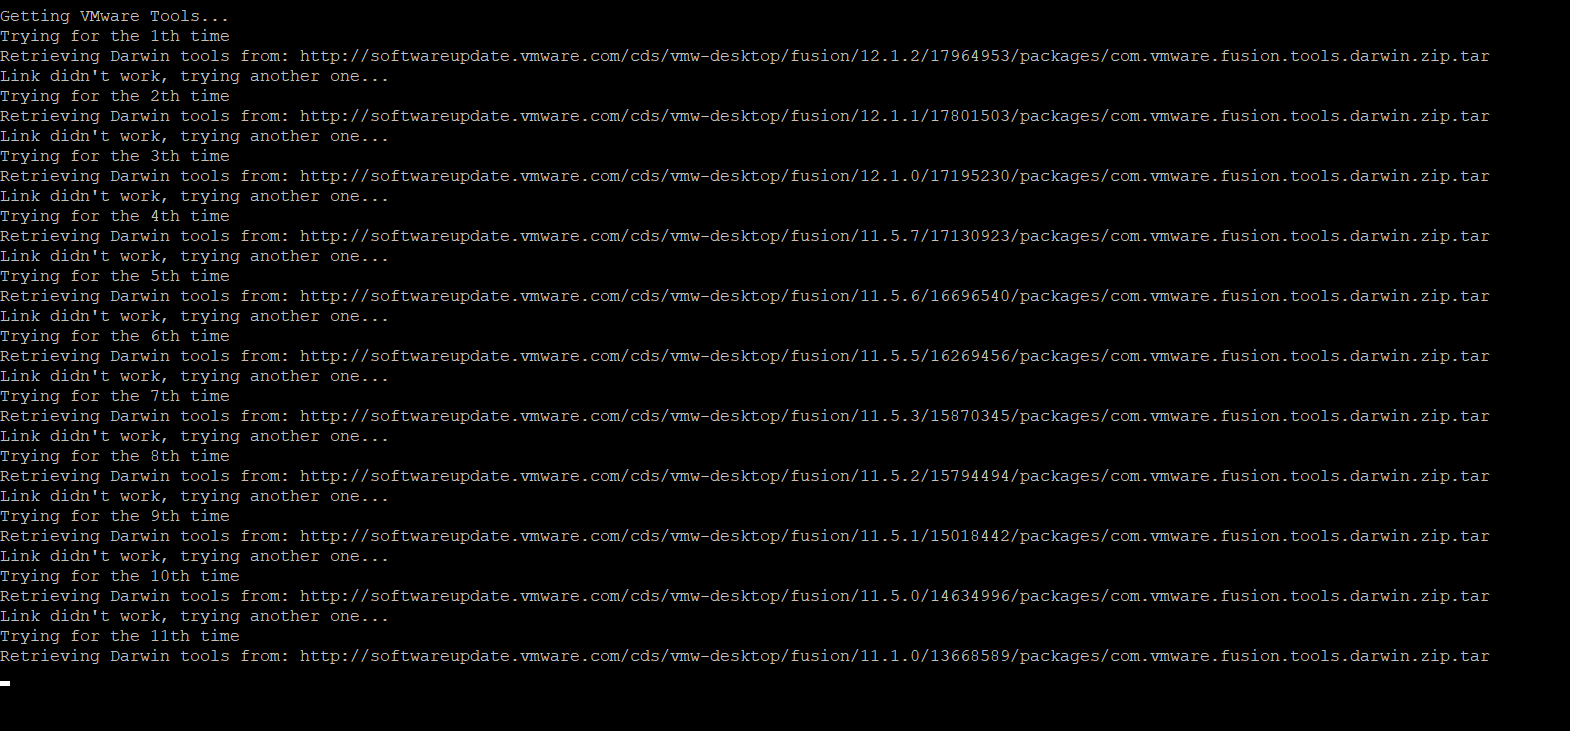 Getting VMware Tools...
Trying for the 1th time
Retrieving Darwin tools from: http://softwareupdate.vmware.com/cds/vmw-desktop/fusion/12.1.2/17964953/packages/com.vmware.fusion.tools.darwin.zip.tar
Link didn't work, trying another one...
Trying for the 2th time
Retrieving Darwin tools from: http://softwareupdate.vmware.com/cds/vmw-desktop/fusion/12.1.1/17801503/packages/com.vmware.fusion.tools.darwin.zip.tar
Link didn't work, trying another one...
Trying for the 3th time
Retrieving Darwin tools from: http://softwareupdate.vmware.com/cds/vmw-desktop/fusion/12.1.0/17195230/packages/com.vmware.fusion.tools.darwin.zip.tar
Link didn't work, trying another one...
Trying for the 4th time
Retrieving Darwin tools from: http://softwareupdate.vmware.com/cds/vmw-desktop/fusion/11.5.7/17130923/packages/com.vmware.fusion.tools.darwin.zip.tar
Link didn't work, trying another one...
Trying for the 5th time
Retrieving Darwin tools from: http://softwareupdate.vmware.com/cds/vmw-desktop/fusion/11.5.6/16696540/packages/com.vmware.fusion.tools.darwin.zip.tar
Link didn't work, trying another one...
Trying for the 6th time
Retrieving Darwin tools from: http://softwareupdate.vmware.com/cds/vmw-desktop/fusion/11.5.5/16269456/packages/com.vmware.fusion.tools.darwin.zip.tar
Link didn't work, trying another one...
Trying for the 7th time
Retrieving Darwin tools from: http://softwareupdate.vmware.com/cds/vmw-desktop/fusion/11.5.3/15870345/packages/com.vmware.fusion.tools.darwin.zip.tar
Link didn't work, trying another one...
Trying for the 8th time
Retrieving Darwin tools from: http://softwareupdate.vmware.com/cds/vmw-desktop/fusion/11.5.2/15794494/packages/com.vmware.fusion.tools.darwin.zip.tar
Link didn't work, trying another one...
Trying for the 9th time
Retrieving Darwin tools from: http://softwareupdate.vmware.com/cds/vmw-desktop/fusion/11.5.1/15018442/packages/com.vmware.fusion.tools.darwin.zip.tar
Link didn't work, trying another one...
Trying for the 10th time
Retrieving Darwin tools from: http://softwareupdate.vmware.com/cds/vmw-desktop/fusion/11.5.0/14634996/packages/com.vmware.fusion.tools.darwin.zip.tar
Link didn't work, trying another one...
Trying for the 11th time
Retrieving Darwin tools from: http://softwareupdate.vmware.com/cds/vmw-desktop/fusion/11.1.0/13668589/packages/com.vmware.fusion.tools.darwin.zip.tar